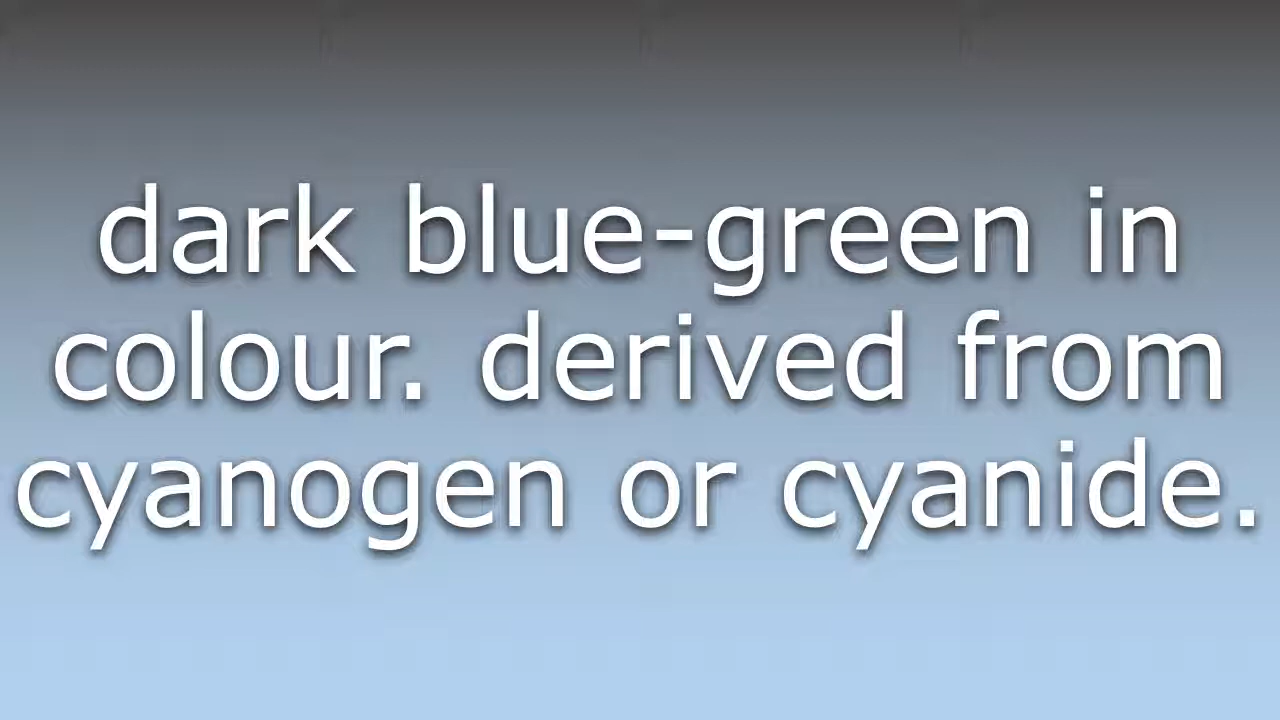 dark blue-green in
colour. derived from
cyanogen or cyanide.